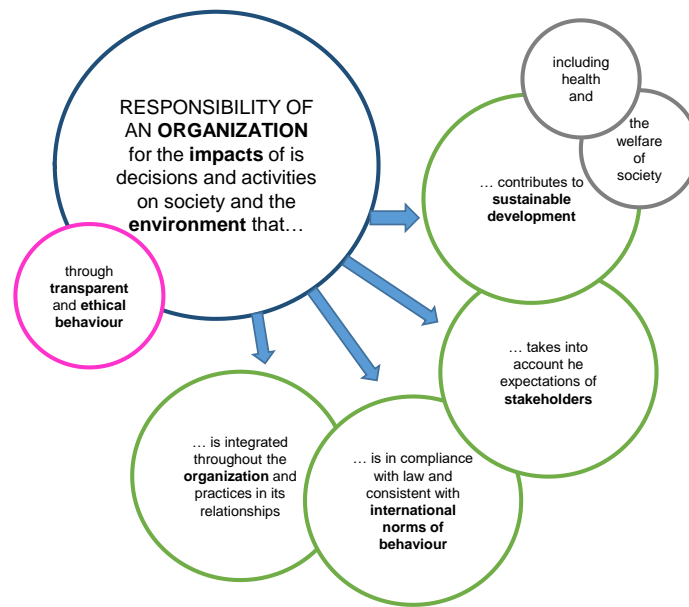 RESPONSIBILITY OF
AN ORGANIZATION
for the impacts of is
decisions and activities
on society and the
environment that…
through
transparent
and ethical
behaviour
including
health
and
the
welfare
of
society
… contributes to
sustainable
development
… takes into
account he
expectations of
stakeholders
… is in compliance
with law and
consistent with
international
norms of
behaviour
… is integrated
throughout the
organization and
practices in its
relationships